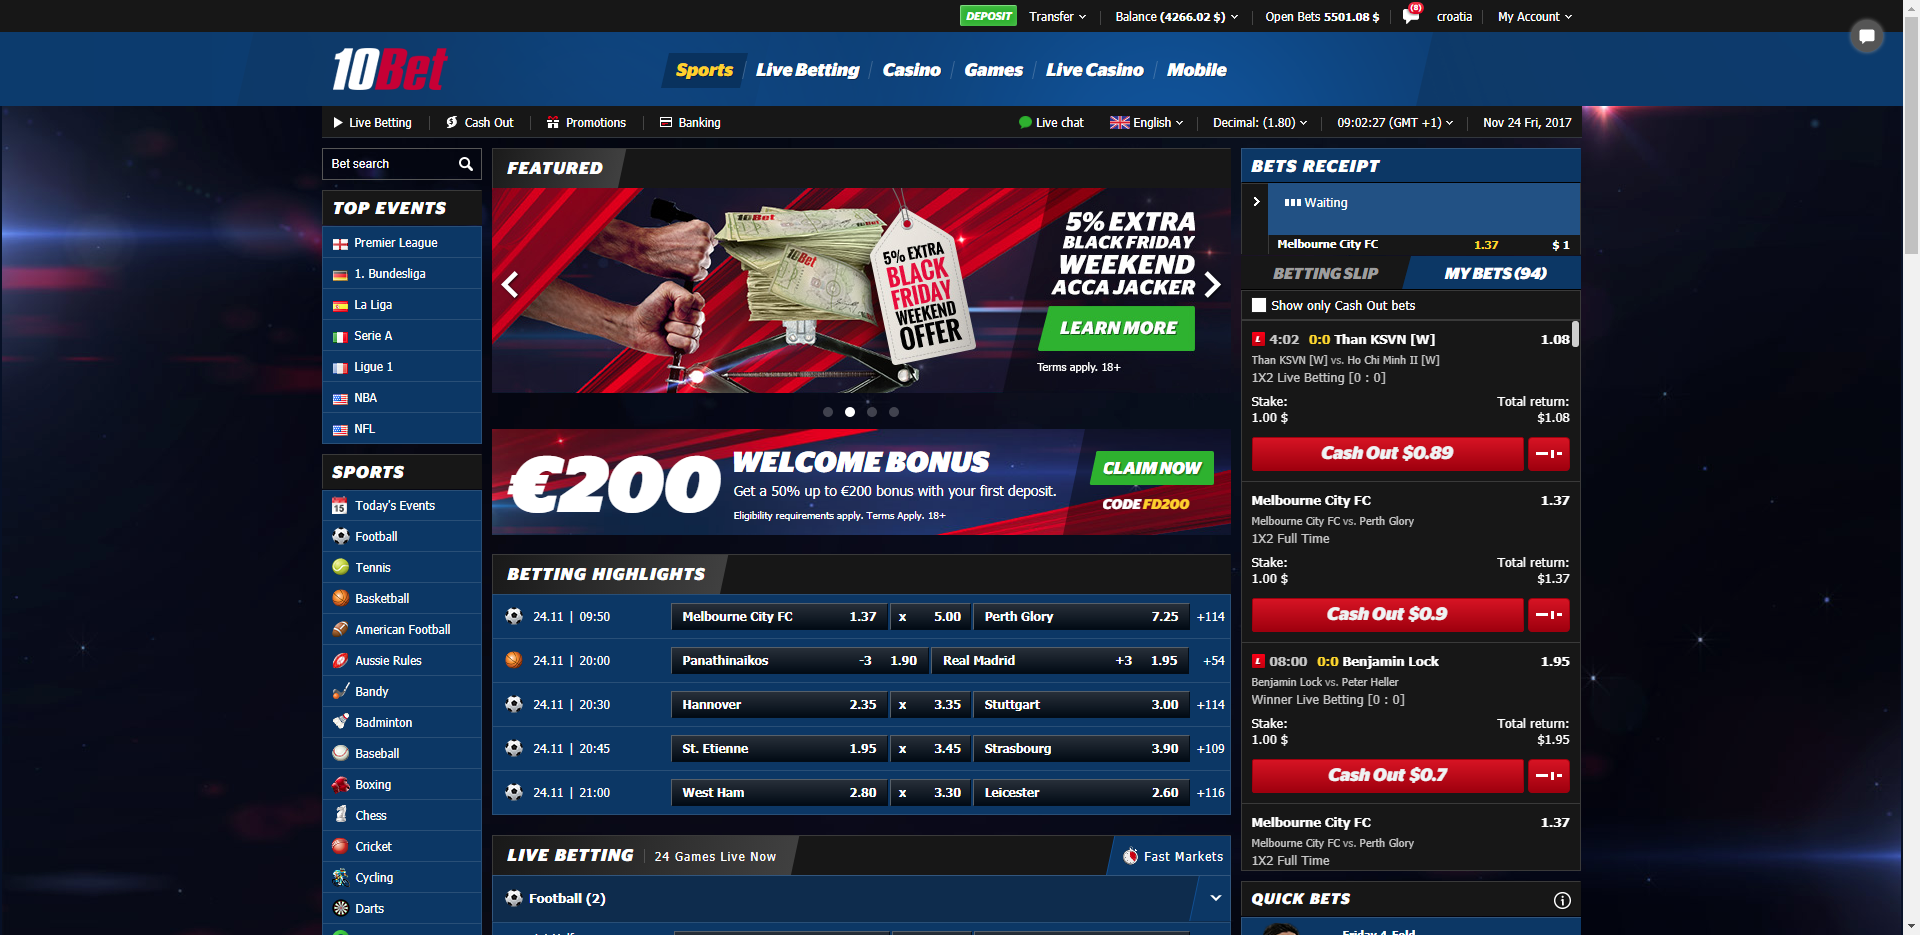 DEPOSIT Transfer Balance (4266.02 $) Open Bets 5501.08 $ (8) croatia My Account
10Bet Sports Live Betting Casino Games Live Casino Mobile
Live Betting Cash Out Promotions Banking Live chat English Decimal: (1.80) 09:02:27 (GMT +1) Nov 24 Fri, 2017
Bet search
TOP EVENTS
Premier League
1. Bundesliga
La Liga
Serie A
Ligue 1
NBA
NFL
SPORTS
15 Today's Events
Football
Tennis
Basketball
American Football
Aussie Rules
Bandy
Badminton
Baseball
Boxing
Chess
Cricket
Cycling
Darts
FEATURED
10Bet
10Bet
5% EXTRA
BLACK
FRIDAY
WEEKEND
OFFER
5% EXTRA
BLACK FRIDAY
WEEKEND
ACCA JACKER
LEARN MORE
Terms apply. 18+
€200
WELCOME BONUS
Get a 50% up to €200 bonus with your first deposit.
Eligibility requirements apply. Terms Apply. 18+
CLAIM NOW
CODE FD200
BETTING HIGHLIGHTS
24.11 | 09:50 Melbourne City FC 1.37 x 5.00 Perth Glory 7.25 +114
24.11 | 20:00 Panathinaikos -3 1.90 Real Madrid +3 1.95 +54
24.11 | 20:30 Hannover 2.35 x 3.35 Stuttgart 3.00 +114
24.11 | 20:45 St. Etienne 1.95 x 3.45 Strasbourg 3.90 +109
24.11 | 21:00 West Ham 2.80 x 3.30 Leicester 2.60 +116
LIVE BETTING 24 Games Live Now Fast Markets
Football (2)
BETS RECEIPT
Waiting
Melbourne City FC 1.37 $ 1
BETTING SLIP MY BETS (94)
Show only Cash Out bets
L 4:02 0:0 Than KSVN [W] 1.08
Than KSVN [W] vs. Ho Chi Minh II [W]
1X2 Live Betting [0 : 0]
Stake: Total return:
1.00 $ $1.08
Cash Out $0.89
Melbourne City FC 1.37
Melbourne City FC vs. Perth Glory
1X2 Full Time
Stake: Total return:
1.00 $ $1.37
Cash Out $0.9
L 08:00 0:0 Benjamin Lock 1.95
Benjamin Lock vs. Peter Heller
Winner Live Betting [0 : 0]
Stake: Total return:
1.00 $ $1.95
Cash Out $0.7
Melbourne City FC 1.37
Melbourne City FC vs. Perth Glory
1X2 Full Time
QUICK BETS
Friday 4-Fold